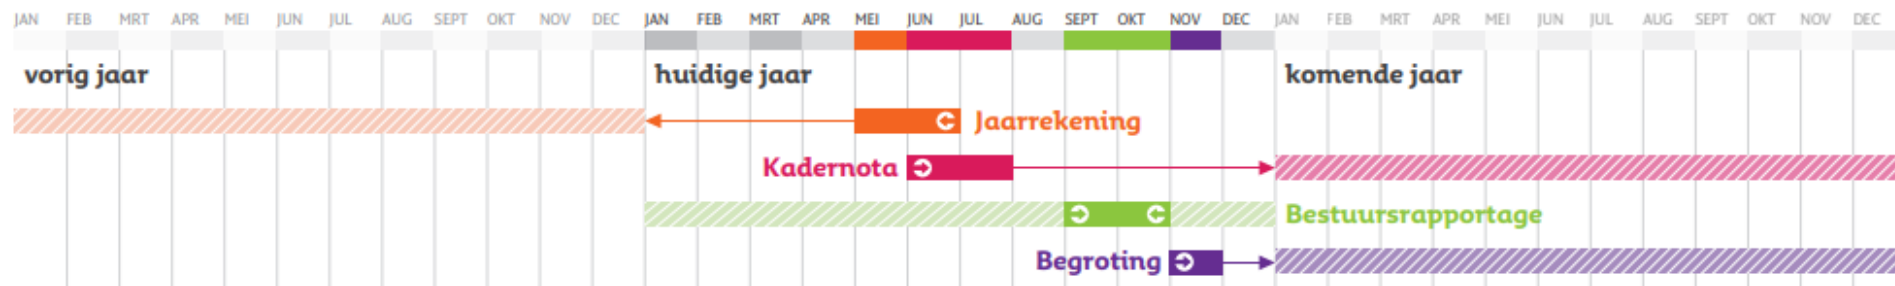 JAN FEB MRT APR MEI JUN JUL AUG SEPT OKT NOV DEC JAN FEB MRT APR MEI JUN JUL AUG SEPT OKT NOV DEC JAN FEB MRT APR MEI JUN JUL AUG SEPT OKT NOV DEC
vorig jaar huidige jaar komende jaar
Jaarrekening
Kadernota
Bestuursrapportage
Begroting